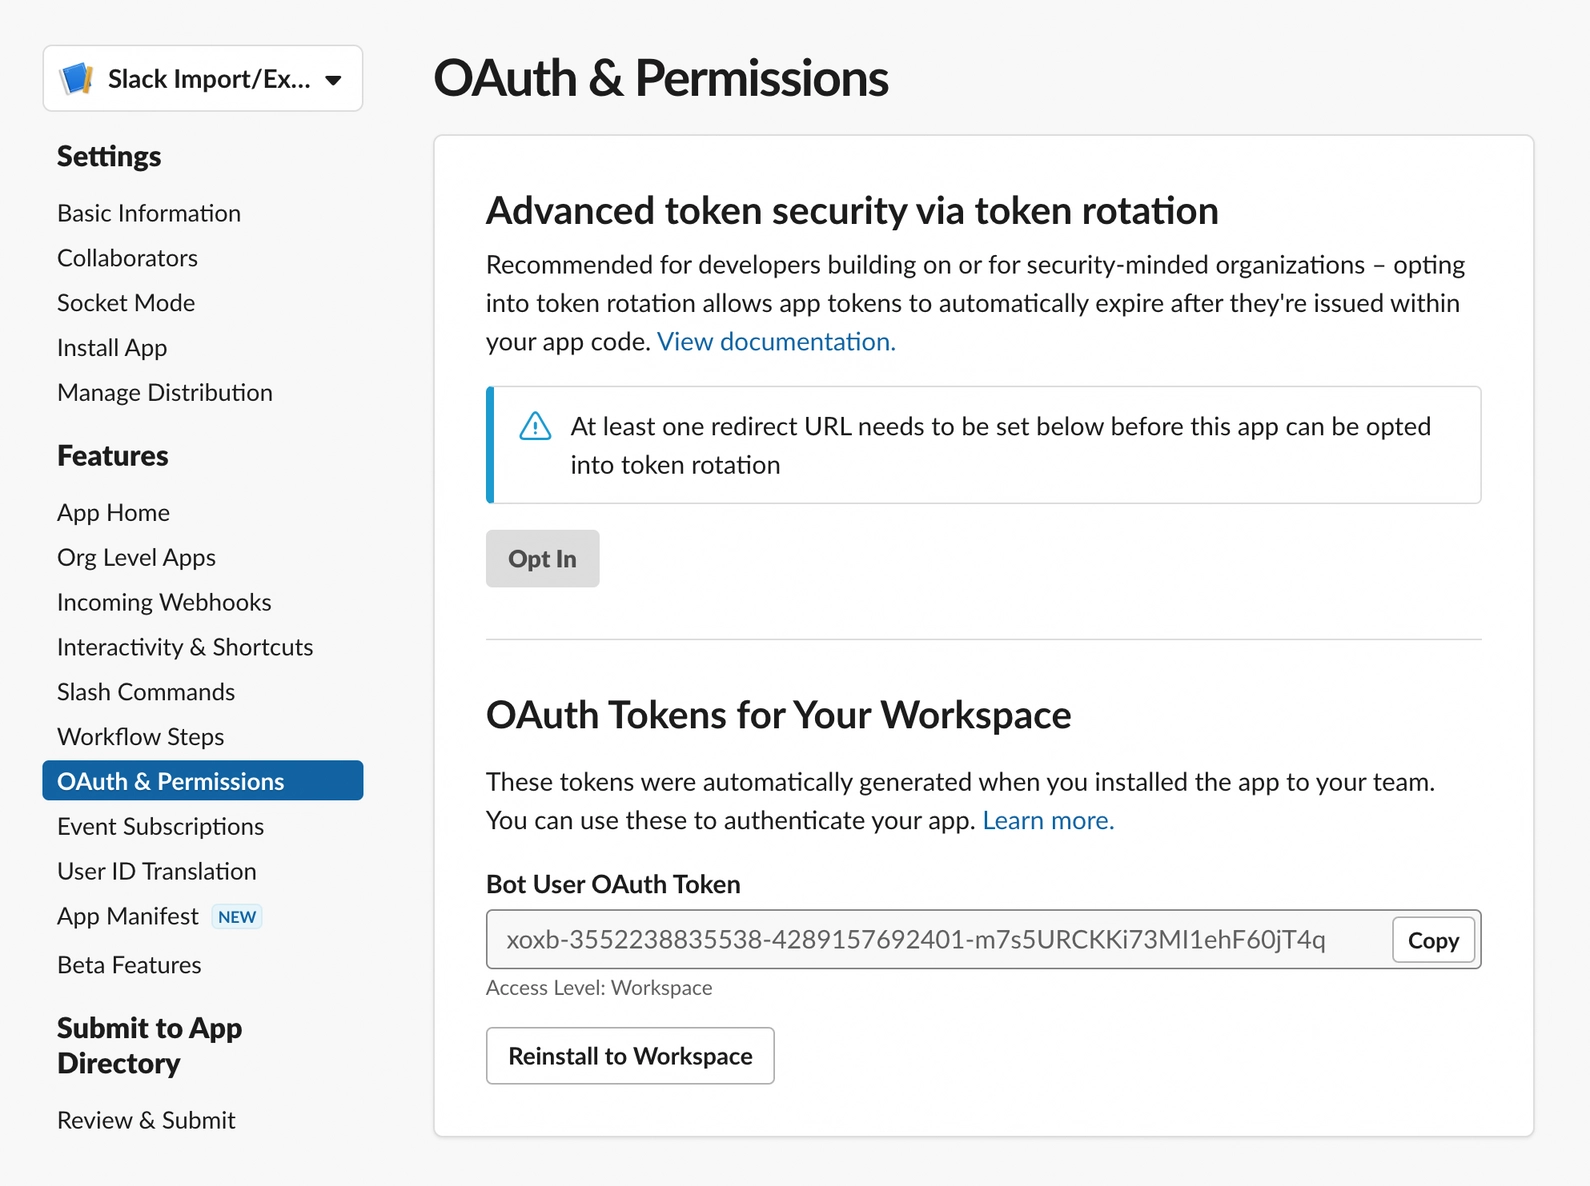 Slack Import/Ex...
OAuth & Permissions
Settings
Basic Information
Collaborators
Socket Mode
Install App
Manage Distribution
Features
App Home
Org Level Apps
Incoming Webhooks
Interactivity & Shortcuts
Slash Commands
Workflow Steps
OAuth & Permissions
Event Subscriptions
User ID Translation
App Manifest NEW
Beta Features
Submit to App
Directory
Review & Submit
Advanced token security via token rotation
Recommended for developers building on or for security-minded organizations – opting
into token rotation allows app tokens to automatically expire after they're issued within
your app code. View documentation.
At least one redirect URL needs to be set below before this app can be opted
into token rotation
Opt In
OAuth Tokens for Your Workspace
These tokens were automatically generated when you installed the app to your team.
You can use these to authenticate your app. Learn more.
Bot User OAuth Token
xoxb-3552238835538-4289157692401-m7s5URCKKi73MI1ehF60jT4q
Copy
Access Level: Workspace
Reinstall to Workspace